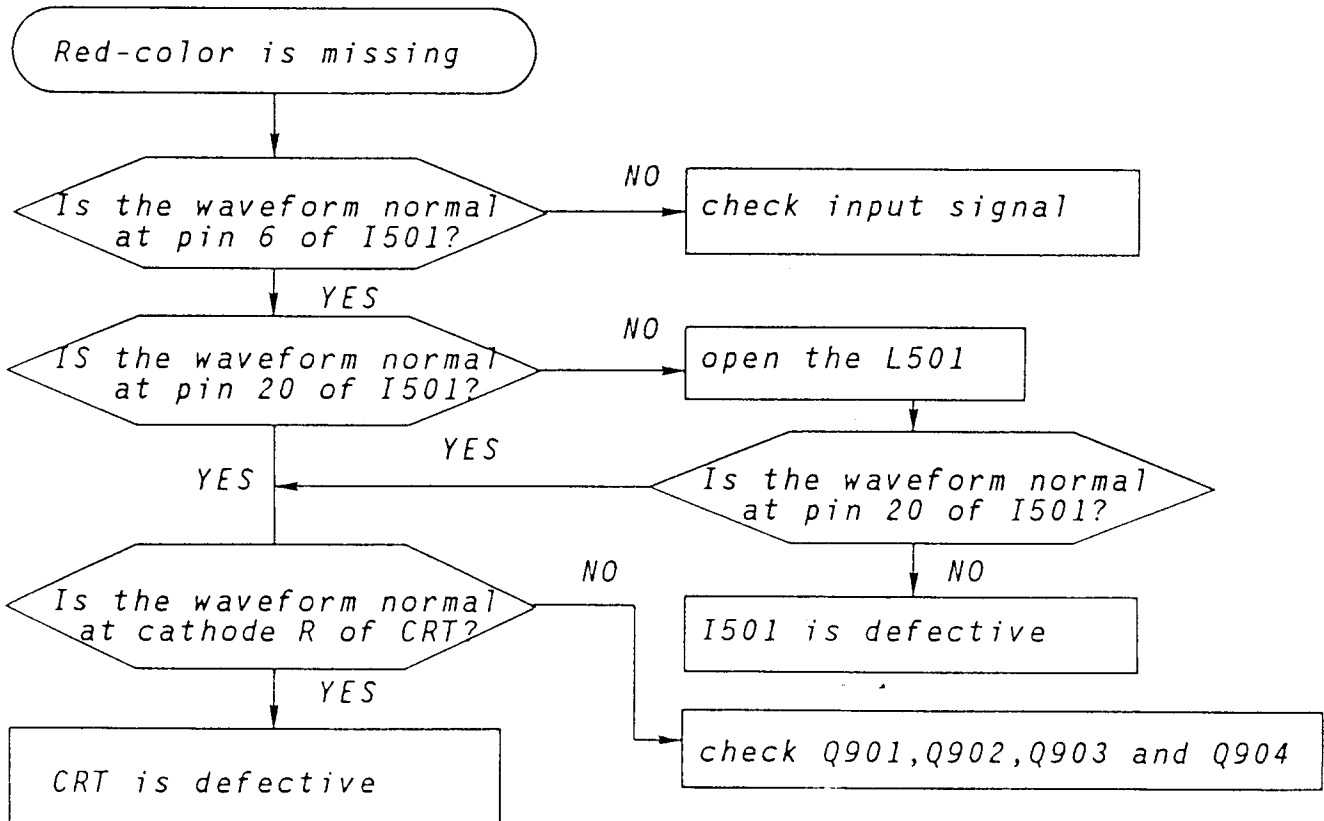 Red-color is missing
Is the waveform normal
at pin 6 of I501?
NO
check input signal
YES
IS the waveform normal
at pin 20 of I501?
NO
open the L501
YES
YES
Is the waveform normal
at pin 20 of I501?
NO
I501 is defective
Is the waveform normal
at cathode R of CRT?
NO
check Q901,Q902,Q903 and Q904
YES
CRT is defective